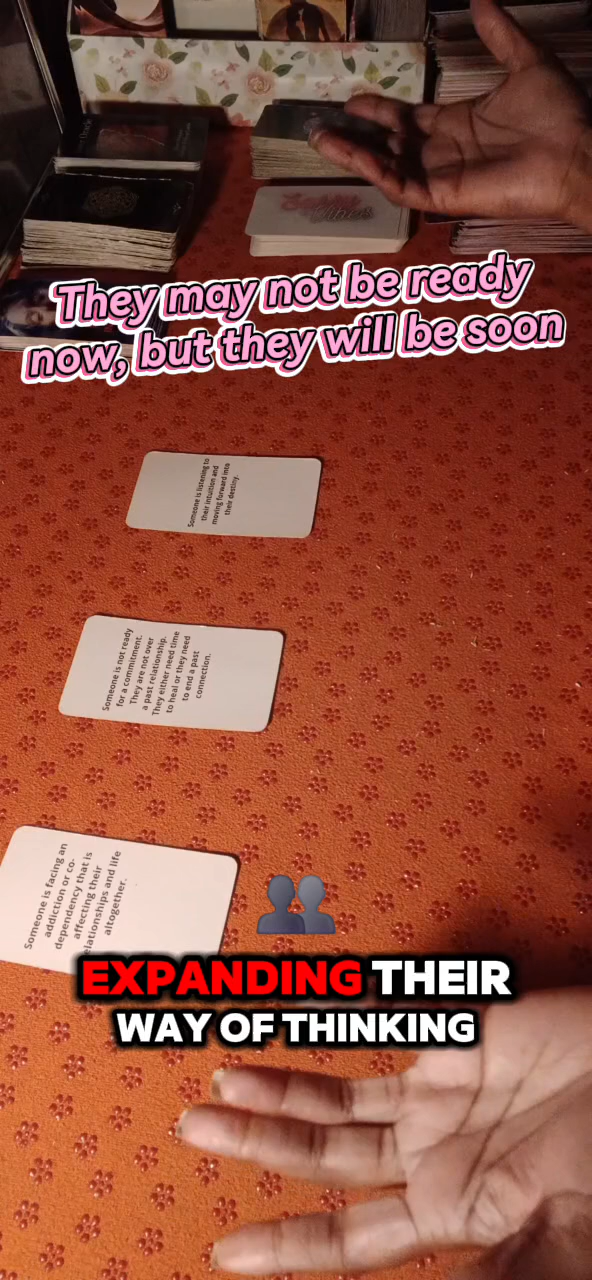 They may not be ready
now, but they will be soon
Someone is listening to
their intuition and
moving forward into
their destiny.
Someone is not ready
for a commitment.
They are not over
a past relationship.
They either need time
to heal or they need
to end a past
connection.
Someone is facing an
addiction or co-
dependency that is
affecting their
relationships and life
altogether.
EXPANDING THEIR
WAY OF THINKING